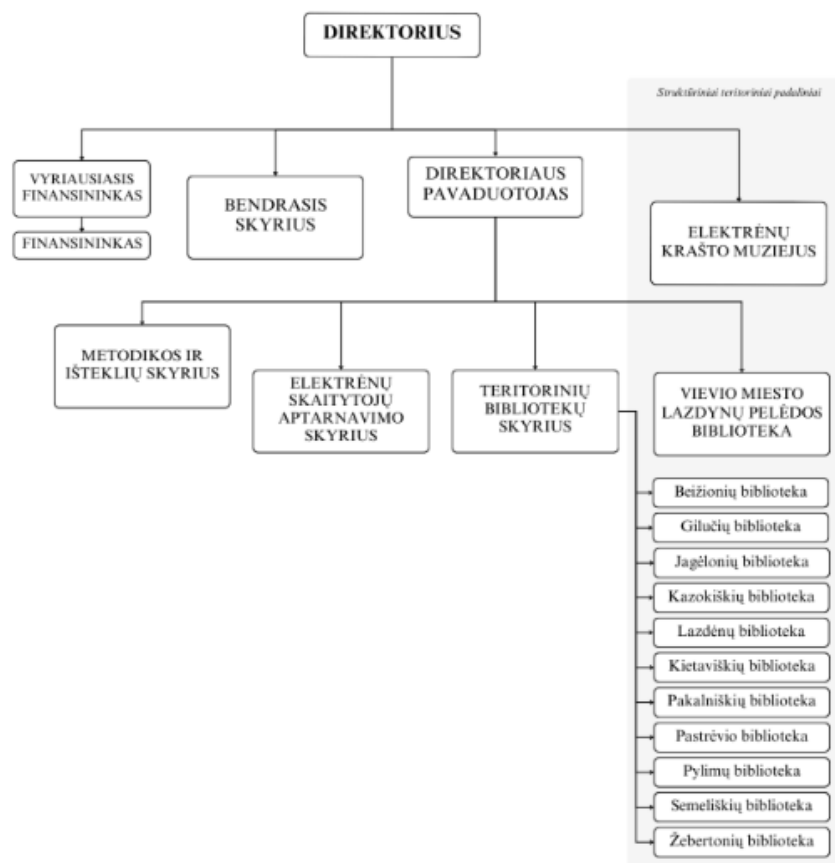 DIREKTORIUS
Struktūriniai teritoriniai padaliniai
VYRIAUSIASIS
FINANSININKAS
FINANSININKAS
BENDRASIS
SKYRIUS
DIREKTORIAUS
PAVADUOTOJAS
ELEKTRĖNŲ
KRAŠTO MUZIEJUS
METODIKOS IR
IŠTEKLIŲ SKYRIUS
ELEKTRĖNŲ
SKAITYTOJŲ
APTARNAVIMO
SKYRIUS
TERITORINIŲ
BIBLIOTEKŲ
SKYRIUS
VIEVIO MIESTO
LAZDYNŲ PELĖDOS
BIBLIOTEKA
Beižionių biblioteka
Gilučių biblioteka
Jagėlonių biblioteka
Kazokiškių biblioteka
Lazdėnų biblioteka
Kietaviškių biblioteka
Pakalniškių biblioteka
Pastrėvio biblioteka
Pylimų biblioteka
Semeliškių biblioteka
Žebertonių biblioteka